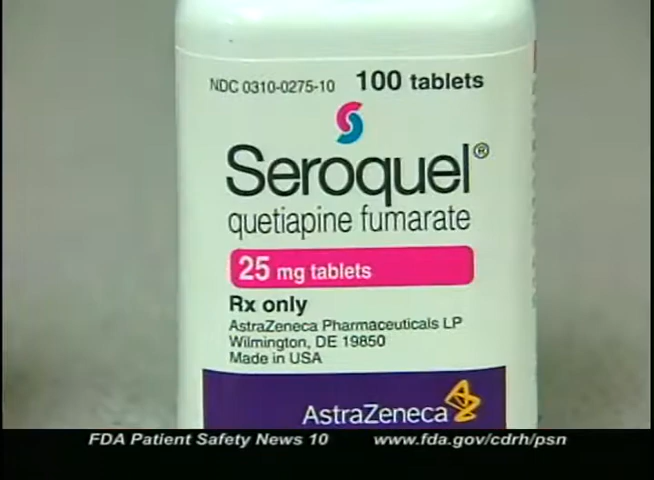 NDC 0310-0275-10 100 tablets
Seroquel®
quetiapine fumarate
25 mg tablets
Rx only
AstraZeneca Pharmaceuticals LP
Wilmington, DE 19850
Made in USA
AstraZeneca
FDA Patient Safety News 10 www.fda.gov/cdrh/psn